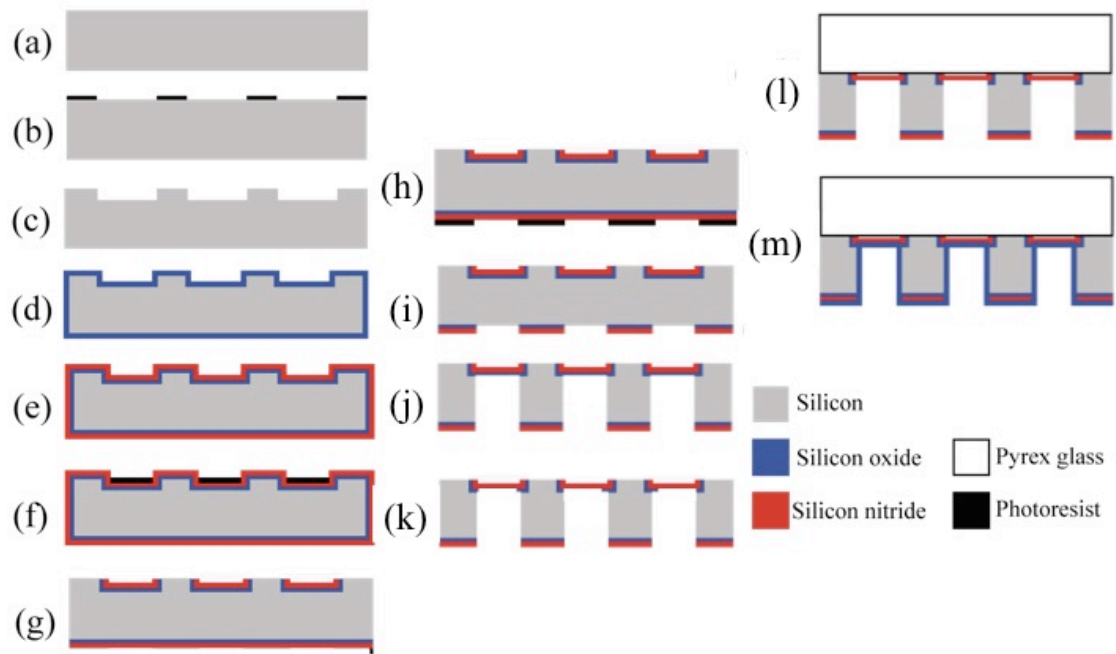 (a)
(b)
(c)
(d)
(e)
(f)
(g)
(h)
(i)
(j)
(k)
(l)
(m)
Silicon
Silicon oxide
Silicon nitride
Pyrex glass
Photoresist